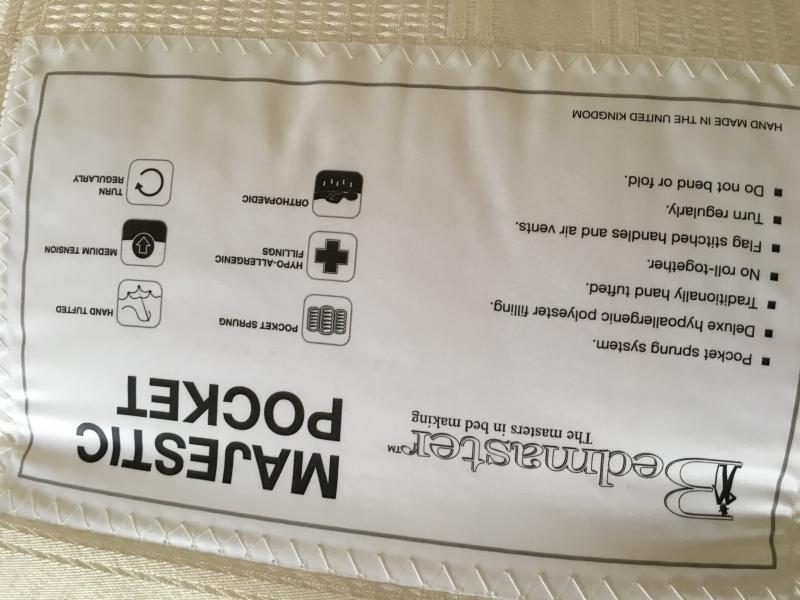 Bedmaster™
The masters in bed making
MAJESTIC
POCKET
■ Pocket sprung system.
■ Deluxe hypoallergenic polyester filling.
■ Traditionally hand tufted.
■ No roll-together.
■ Flag stitched handles and air vents.
■ Turn regularly.
■ Do not bend or fold.
POCKET SPRUNG
HAND TUFTED
HYPO-ALLERGENIC
FILLINGS
MEDIUM TENSION
ORTHOPAEDIC
TURN
REGULARLY
HAND MADE IN THE UNITED KINGDOM